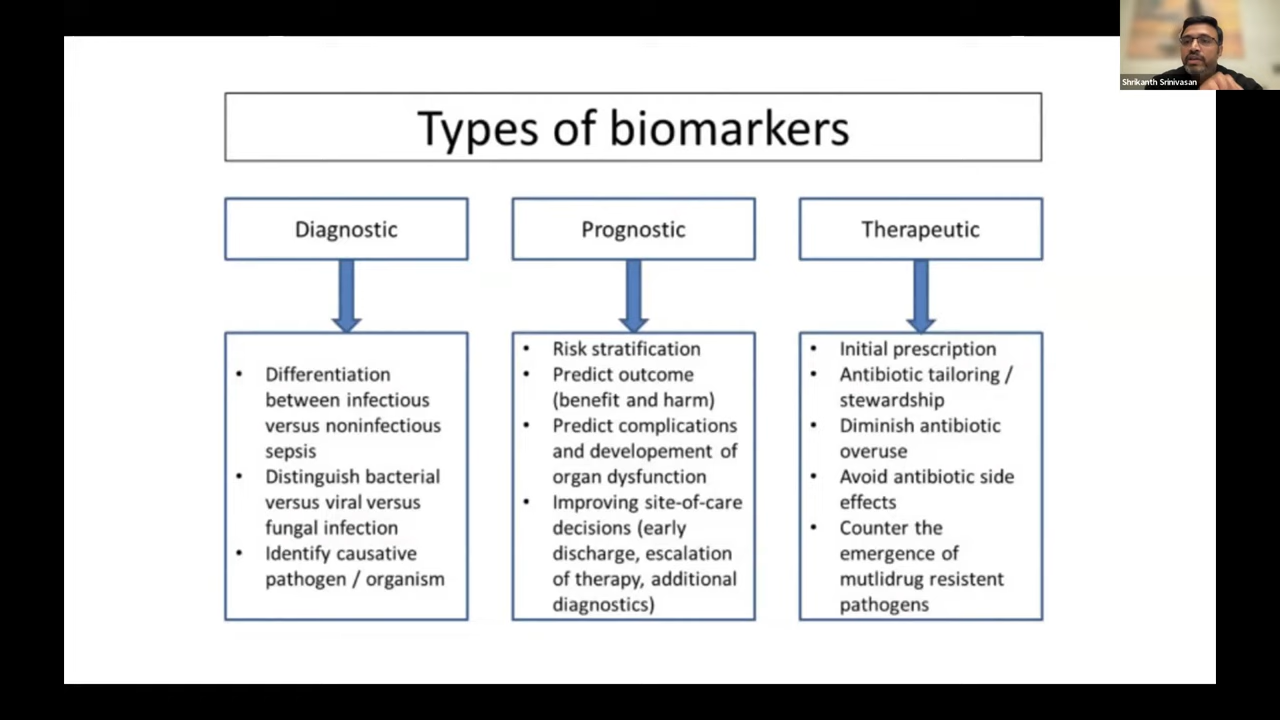 Shrikanth Srinivasan
Types of biomarkers
Diagnostic
Prognostic
Therapeutic
• Differentiation
between infectious
versus noninfectious
sepsis
• Distinguish bacterial
versus viral versus
fungal infection
• Identify causative
pathogen / organism
• Risk stratification
• Predict outcome
(benefit and harm)
• Predict complications
and developement of
organ dysfunction
• Improving site-of-care
decisions (early
discharge, escalation
of therapy, additional
diagnostics)
• Initial prescription
• Antibiotic tailoring /
stewardship
• Diminish antibiotic
overuse
• Avoid antibiotic side
effects
• Counter the
emergence of
mutlidrug resistent
pathogens